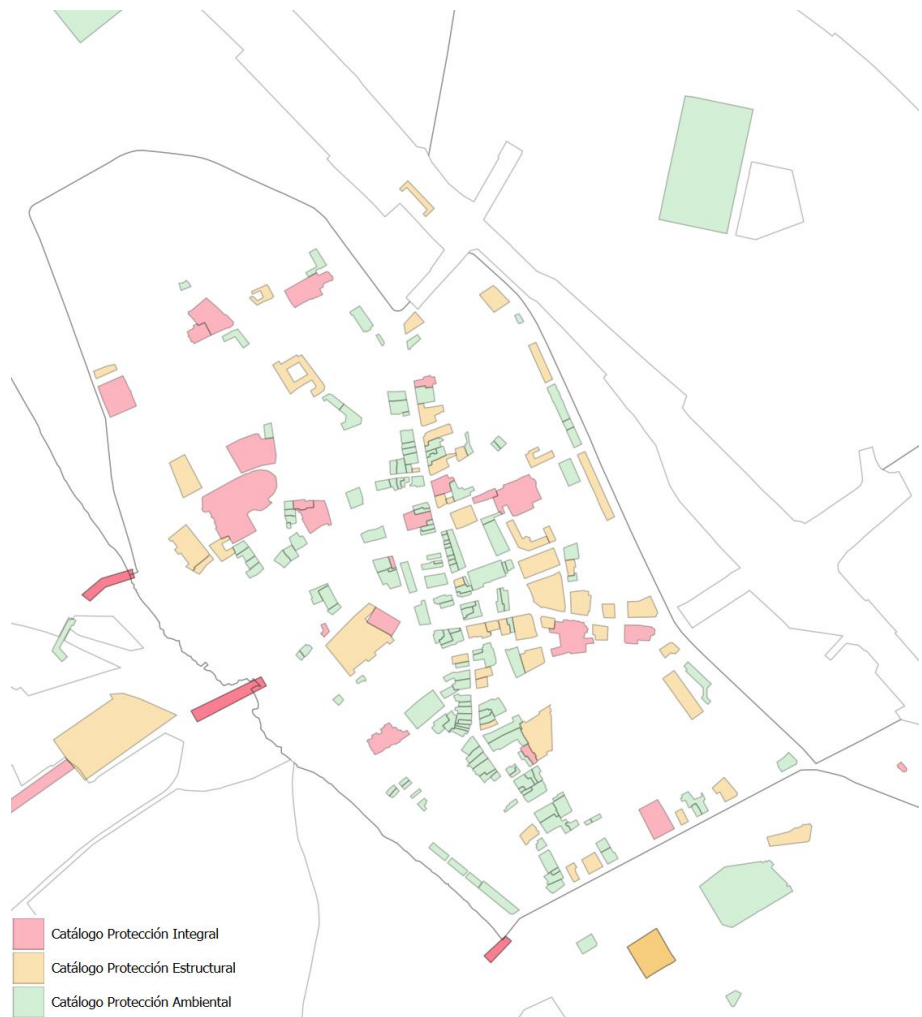 Catálogo Protección Integral
Catálogo Protección Estructural
Catálogo Protección Ambiental